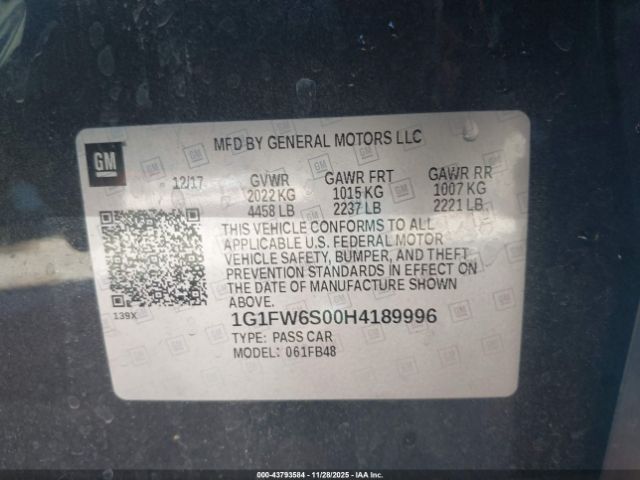 GM
MFD BY GENERAL MOTORS LLC
12/17 GVWR GAWR FRT GAWR RR
2022 KG 1015 KG 1007 KG
4458 LB 2237 LB 2221 LB
THIS VEHICLE CONFORMS TO ALL
APPLICABLE U.S. FEDERAL MOTOR
VEHICLE SAFETY, BUMPER, AND THEFT
PREVENTION STANDARDS IN EFFECT ON
THE DATE OF MANUFACTURE SHOWN
ABOVE.
139X
1G1FW6S00H4189996
TYPE: PASS CAR
MODEL: 061FB48
000-43793584 | 11/28/2025 - IAA Inc.